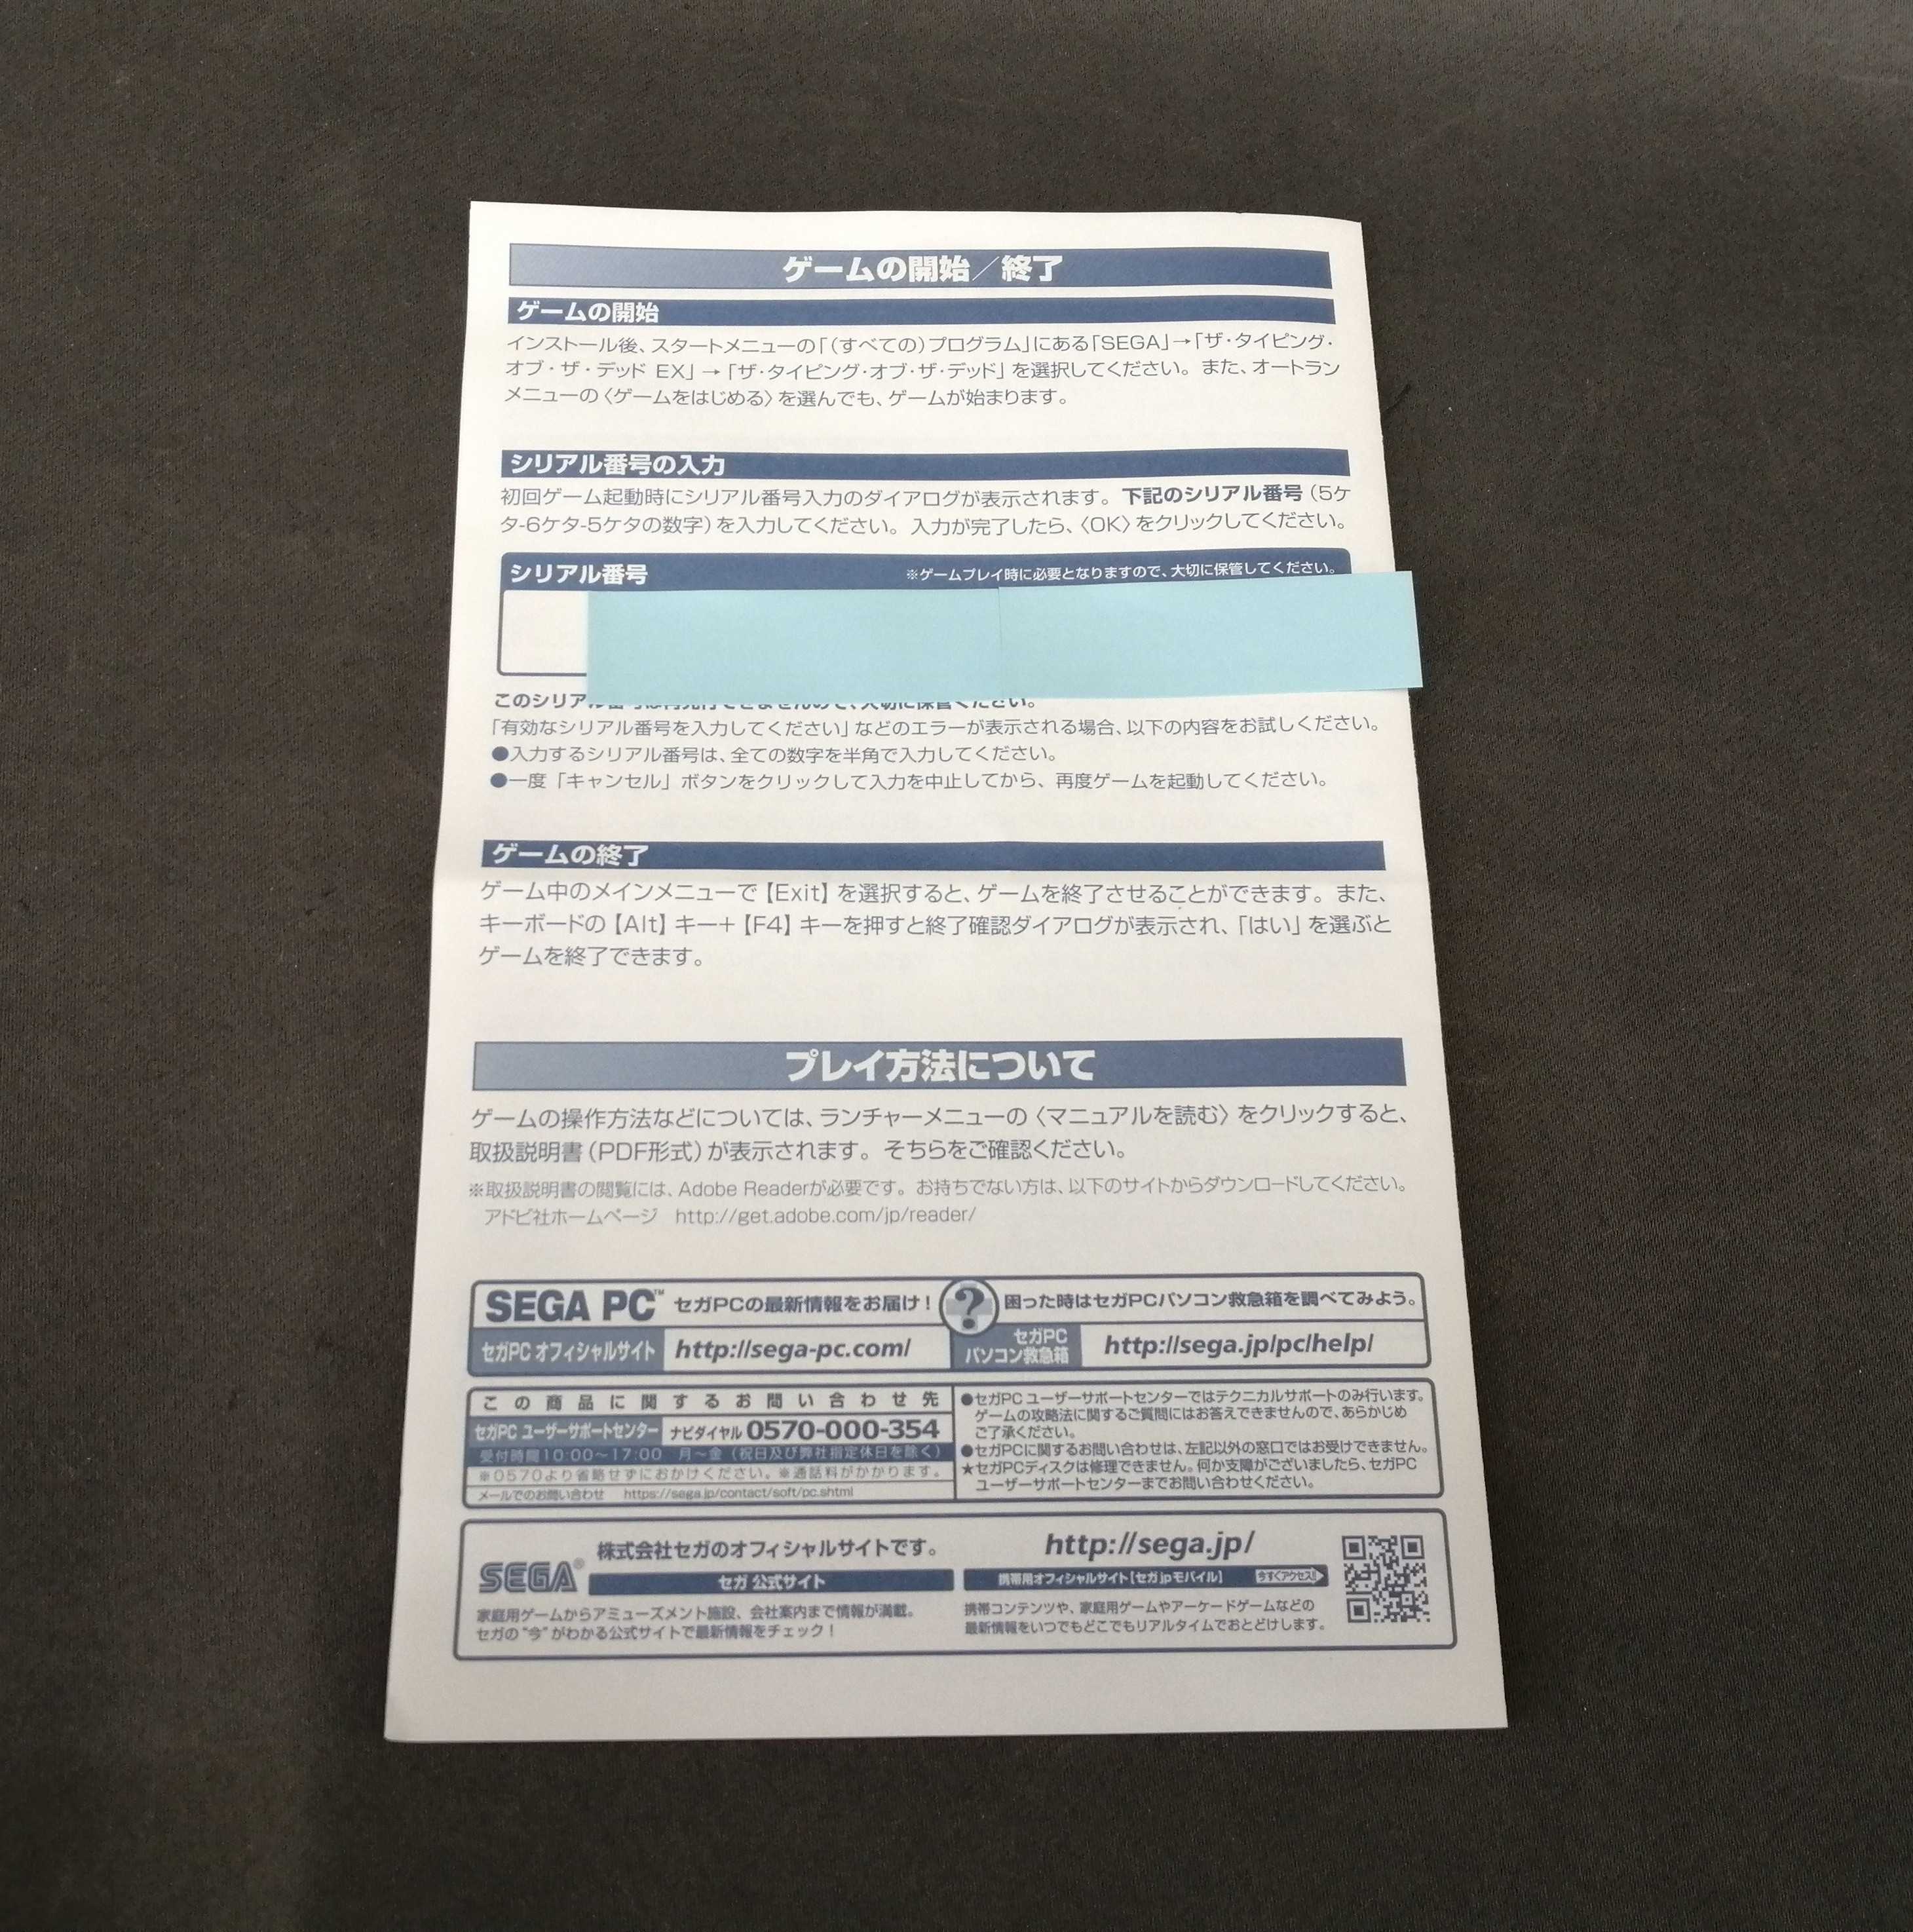 ゲームの開始／終了
ゲームの開始
インストール後、スタートメニューの「(すべての)プログラム」にある「SEGA」→「ザ・タイピング・
オブ・ザ・デッド EX」→「ザ・タイピング・オブ・ザ・デッド」を選択してください。また、オートラン
メニューの〈ゲームをはじめる〉を選んでも、ゲームが始まります。
シリアル番号の入力
初回ゲーム起動時にシリアル番号入力のダイアログが表示されます。下記のシリアル番号（5ケ
タ-6ケタ-5ケタの数字）を入力してください。入力が完了したら、〈OK〉をクリックしてください。
シリアル番号 ※ゲームプレイ時に必要となりますので、大切に保管してください。
このシリアル番号は再発行できませんので、大切に保管ください。
「有効なシリアル番号を入力してください」などのエラーが表示される場合、以下の内容をお試しください。
●入力するシリアル番号は、全ての数字を半角で入力してください。
●一度「キャンセル」ボタンをクリックして入力を中止してから、再度ゲームを起動してください。
ゲームの終了
ゲーム中のメインメニューで【Exit】を選択すると、ゲームを終了させることができます。また、
キーボードの【Alt】キー＋【F4】キーを押すと終了確認ダイアログが表示され、「はい」を選ぶと
ゲームを終了できます。
プレイ方法について
ゲームの操作方法などについては、ランチャーメニューの〈マニュアルを読む〉をクリックすると、
取扱説明書（PDF形式）が表示されます。そちらをご確認ください。
※取扱説明書の閲覧には、Adobe Readerが必要です。お持ちでない方は、以下のサイトからダウンロードしてください。
アドビ社ホームページ http://get.adobe.com/jp/reader/
SEGA PC™ セガPCの最新情報をお届け！
セガPC オフィシャルサイト http://sega-pc.com/
? 困った時はセガPCパソコン救急箱を調べてみよう。
セガPC
パソコン救急箱 http://sega.jp/pc/help/
この商品に関するお問い合わせ先
セガPC ユーザーサポートセンター ナビダイヤル 0570-000-354
受付時間10:00～17:00 月～金（祝日及び弊社指定休日を除く）
※0570より省略せずにおかけください。※通話料がかかります。
メールでのお問い合わせ https://sega.jp/contact/soft/pc.shtml
●セガPC ユーザーサポートセンターではテクニカルサポートのみ行います。
ゲームの攻略法に関するご質問にはお答えできませんので、あらかじめ
ご了承ください。
●セガPCに関するお問い合わせは、左記以外の窓口ではお受けできません。
★セガPCディスクは修理できません。何か支障がございましたら、セガPC
ユーザーサポートセンターまでお問い合わせください。
SEGA® 株式会社セガのオフィシャルサイトです。
セガ 公式サイト
家庭用ゲームからアミューズメント施設、会社案内まで情報が満載。
セガの“今”がわかる公式サイトで最新情報をチェック！
http://sega.jp/
携帯用オフィシャルサイト【セガjpモバイル】 今すぐアクセス!
携帯コンテンツや、家庭用ゲームやアーケードゲームなどの
最新情報をいつでもどこでもリアルタイムでおとどけします。